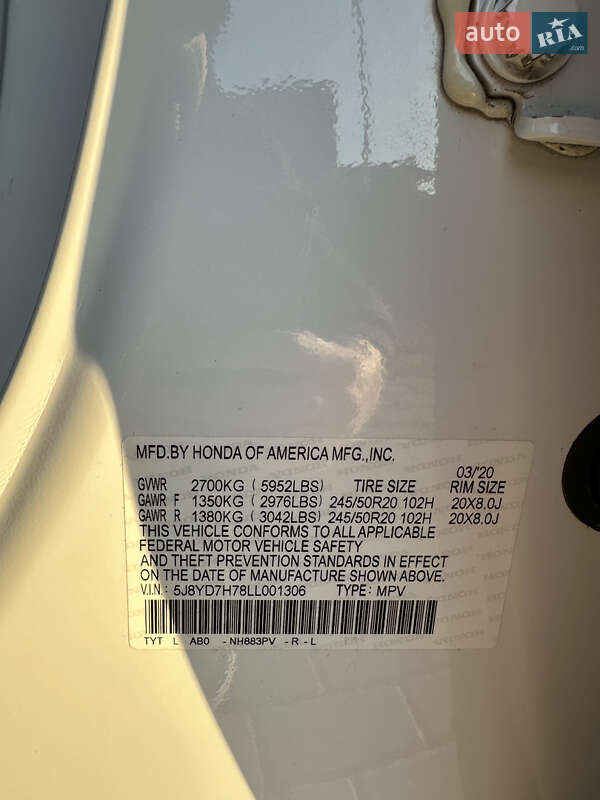 auto RIA .com
MFD.BY HONDA OF AMERICA MFG.,INC.
03/'20
GVWR 2700KG ( 5952LBS) TIRE SIZE RIM SIZE
GAWR F 1350KG ( 2976LBS) 245/50R20 102H 20X8.0J
GAWR R 1380KG ( 3042LBS) 245/50R20 102H 20X8.0J
THIS VEHICLE CONFORMS TO ALL APPLICABLE
FEDERAL MOTOR VEHICLE SAFETY
AND THEFT PREVENTION STANDARDS IN EFFECT
ON THE DATE OF MANUFACTURE SHOWN ABOVE.
V.I.N.: 5J8YD7H78LL001306 TYPE: MPV
TYT L AB0 -NH883PV -R-L